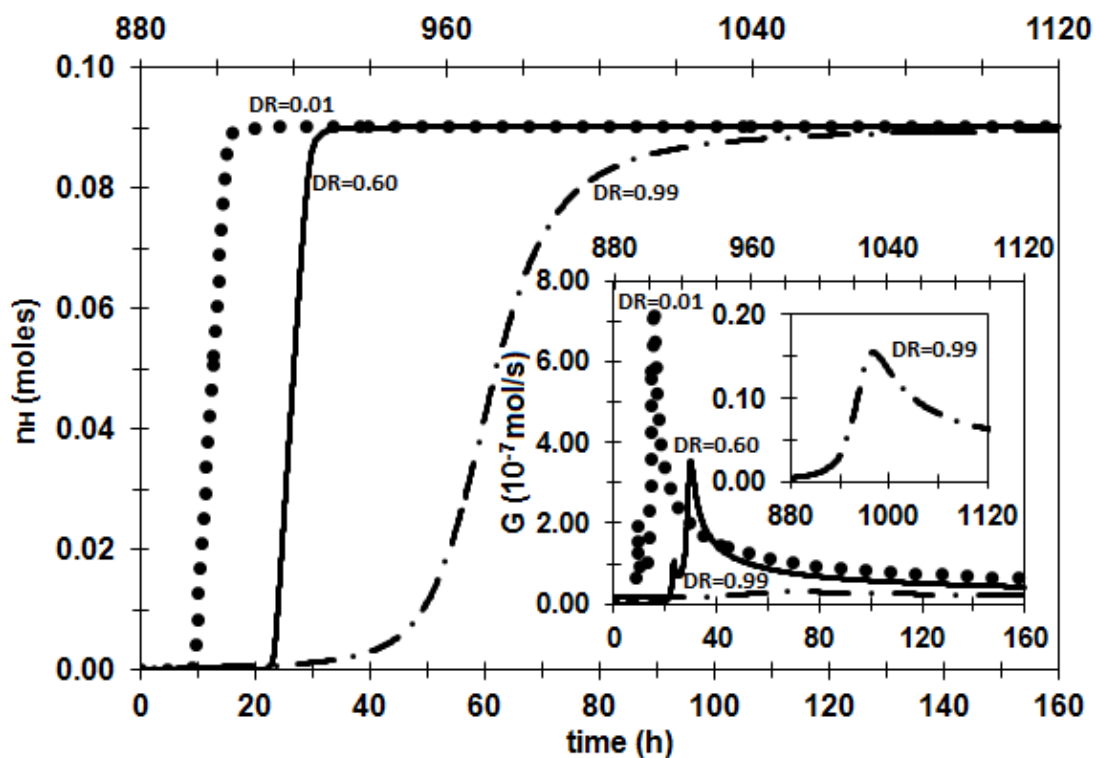 880 960 1040 1120
0.10
0.08
0.06
0.04
0.02
0.00
nH (moles)
0 20 40 60 80 100 120 140 160
time (h)
DR=0.01
DR=0.60
DR=0.99
880 960 1040 1120
8.00
6.00
4.00
2.00
0.00
G (10-7 mol/s)
0 40 80 120 160
DR=0.01
DR=0.60
DR=0.99
0.20
0.10
0.00
880 1000 1120
DR=0.99